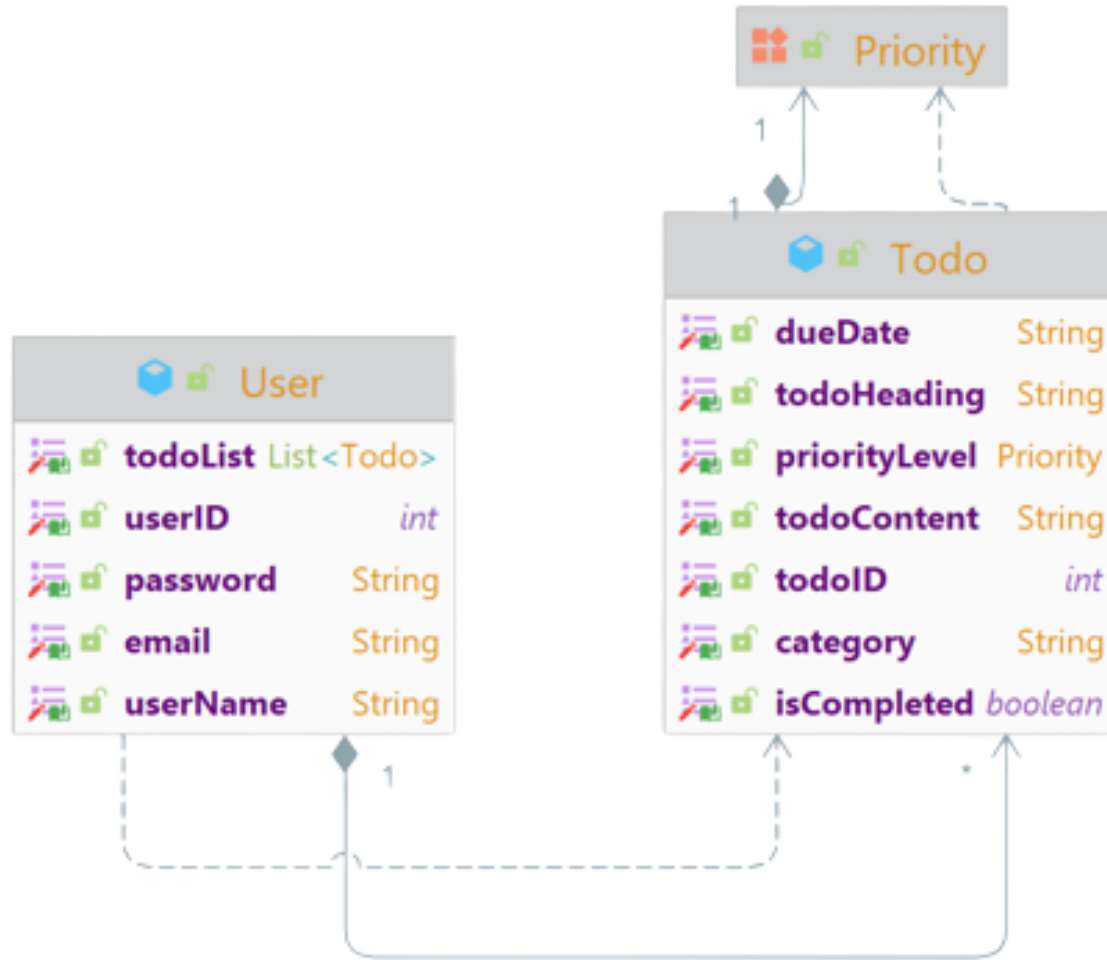 Priority
1
1
Todo
dueDate String
todoHeading String
priorityLevel Priority
todoContent String
todoID int
category String
isCompleted boolean
User
todoList List<Todo>
userID int
password String
email String
userName String
1
*